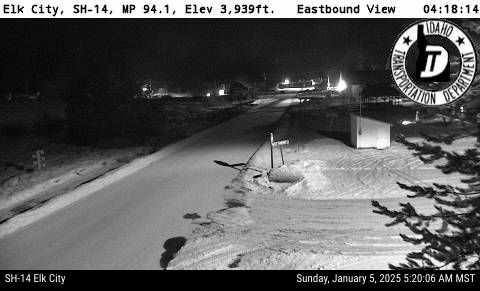 Elk City, SH-14, MP 94.1, Elev 3,939ft. Eastbound View 04:18:14
IDAHO
TRANSPORTATION DEPARTMENT
SH-14 Elk City Sunday, January 5, 2025 5:20:06 AM MST